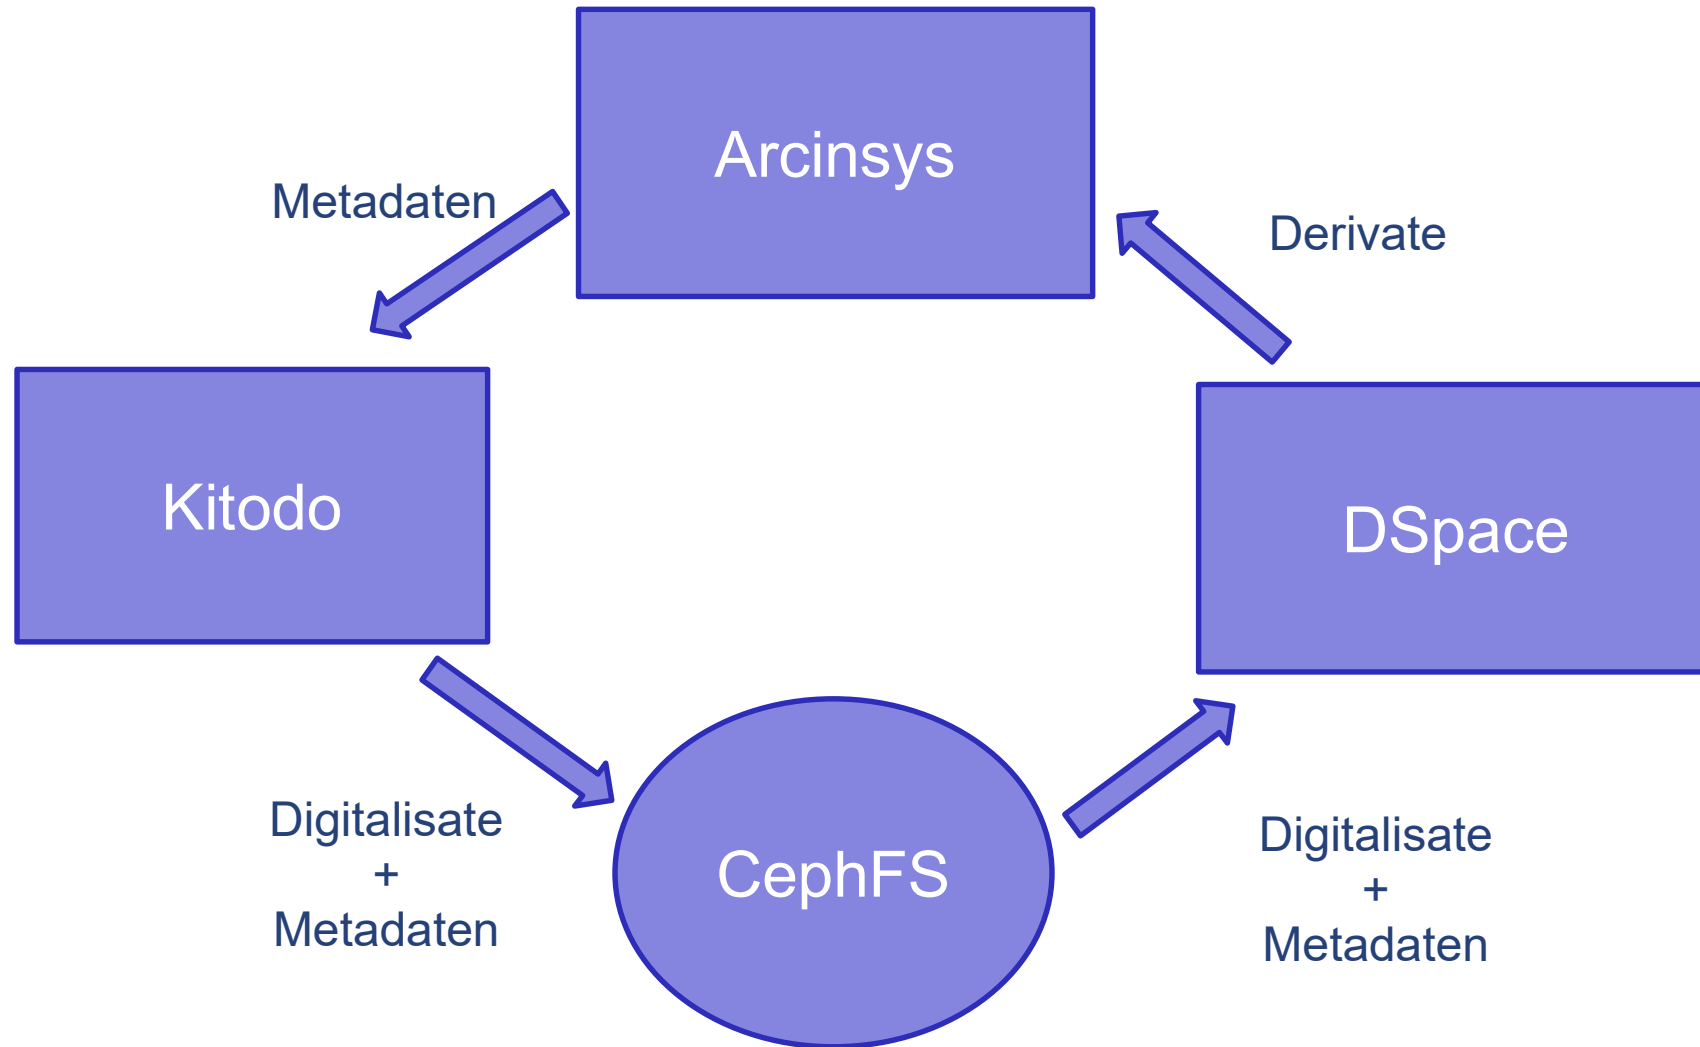 Arcinsys
Metadaten
Derivate
Kitodo
DSpace
Digitalisate
+
Metadaten
CephFS
Digitalisate
+
Metadaten